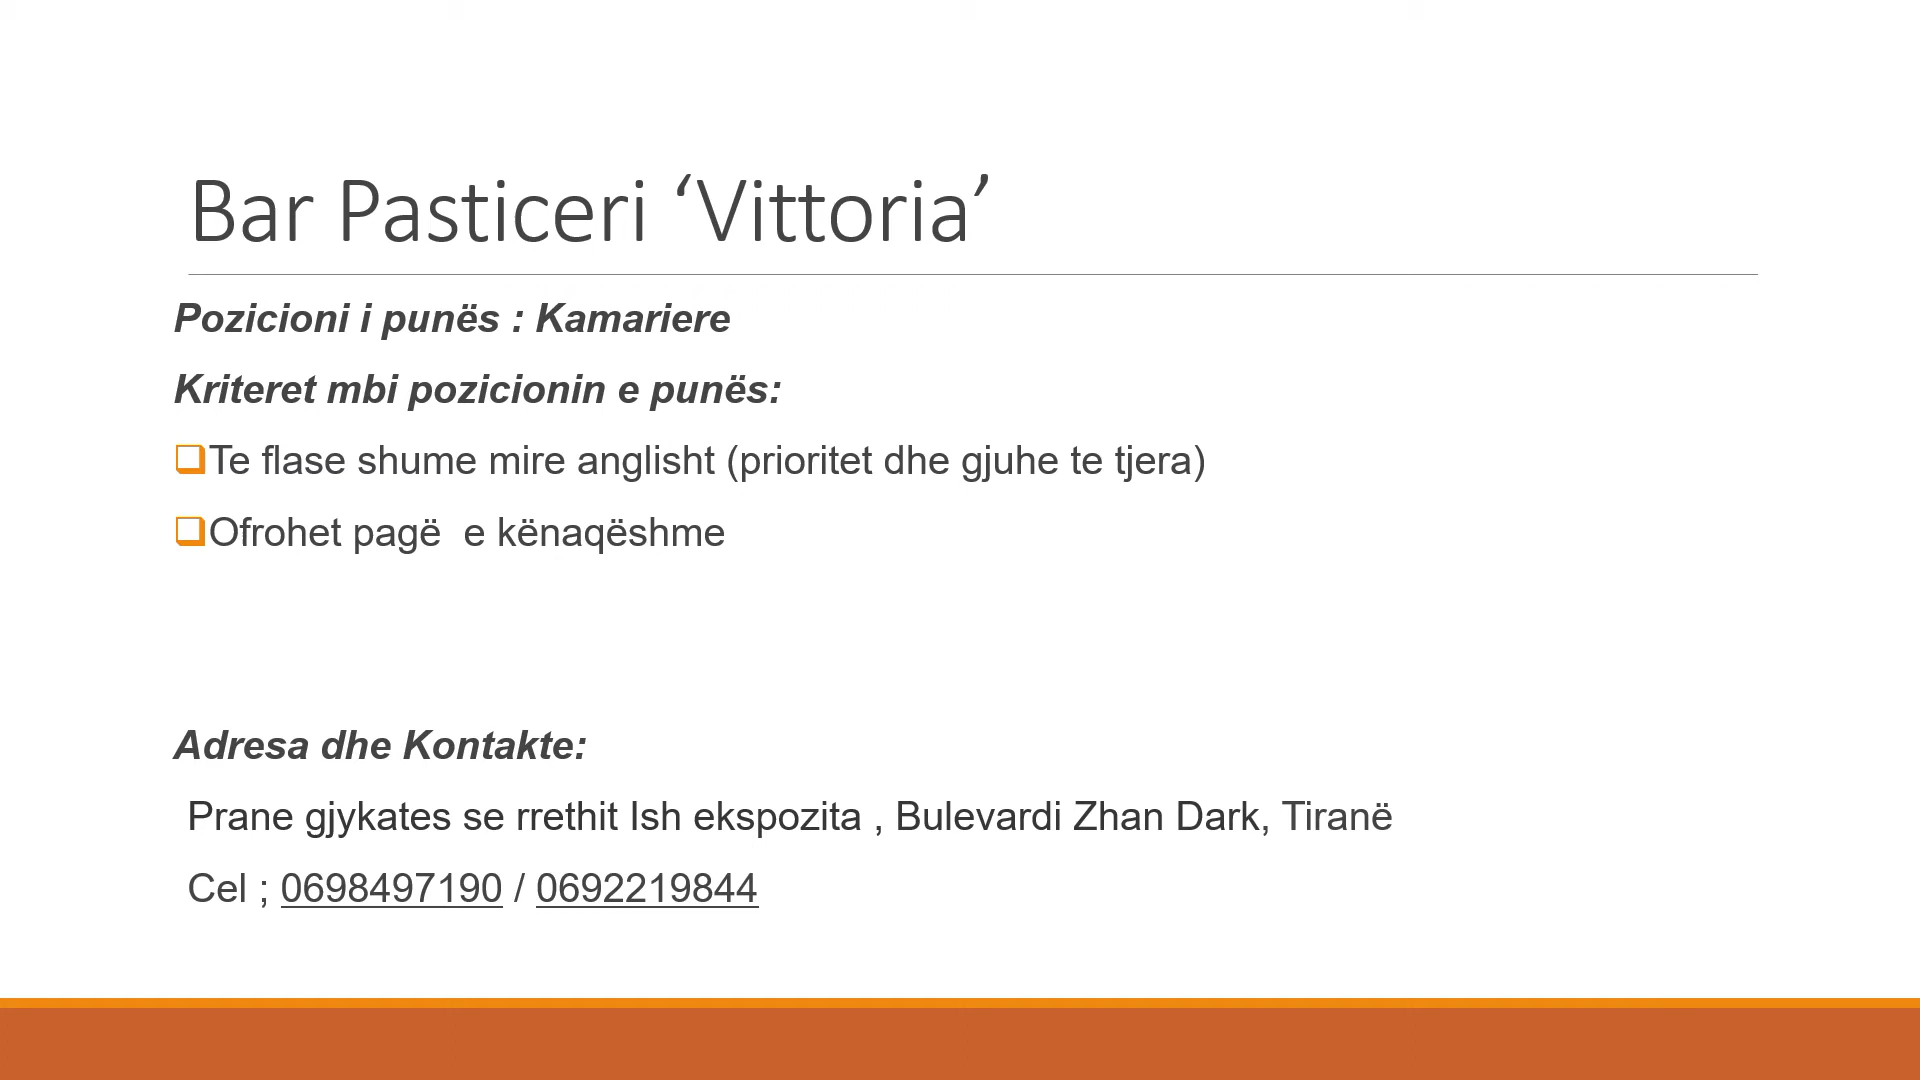 Bar Pasticeri ‘Vittoria’
Pozicioni i punës : Kamariere
Kriteret mbi pozicionin e punës:
❑Te flase shume mire anglisht (prioritet dhe gjuhe te tjera)
❑Ofrohet pagë  e kënaqëshme
Adresa dhe Kontakte:
Prane gjykates se rrethit Ish ekspozita , Bulevardi Zhan Dark, Tiranë
Cel ; 0698497190 / 0692219844